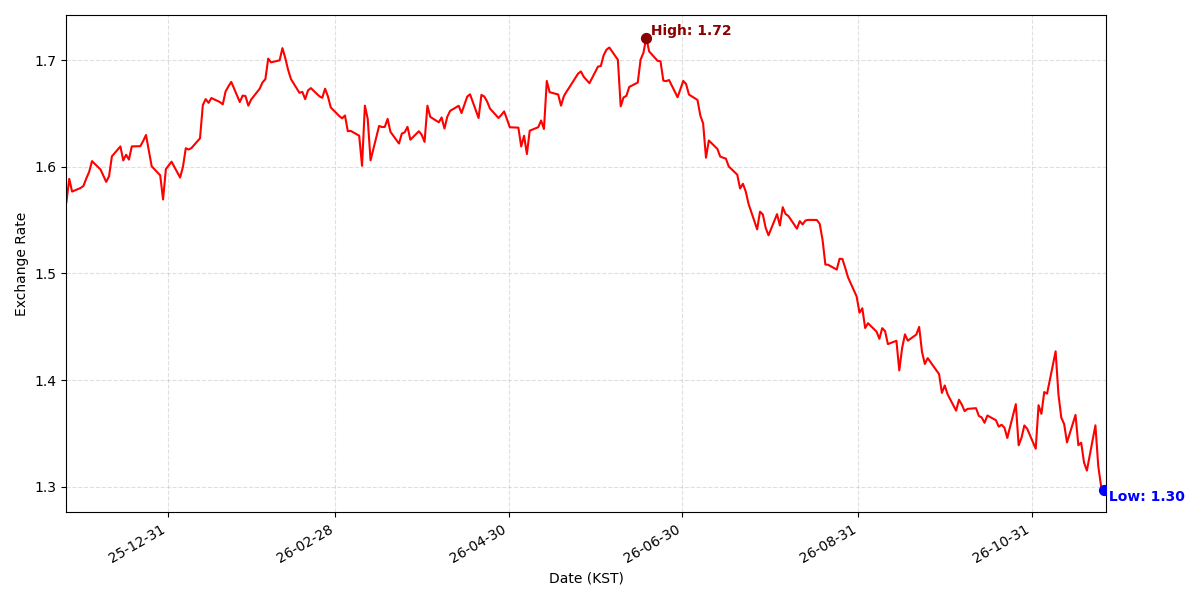 High: 1.72
1.7
1.6
1.5
1.4
1.3
Exchange Rate
Low: 1.30
25-12-31
26-02-28
26-04-30
26-06-30
26-08-31
26-10-31
Date (KST)